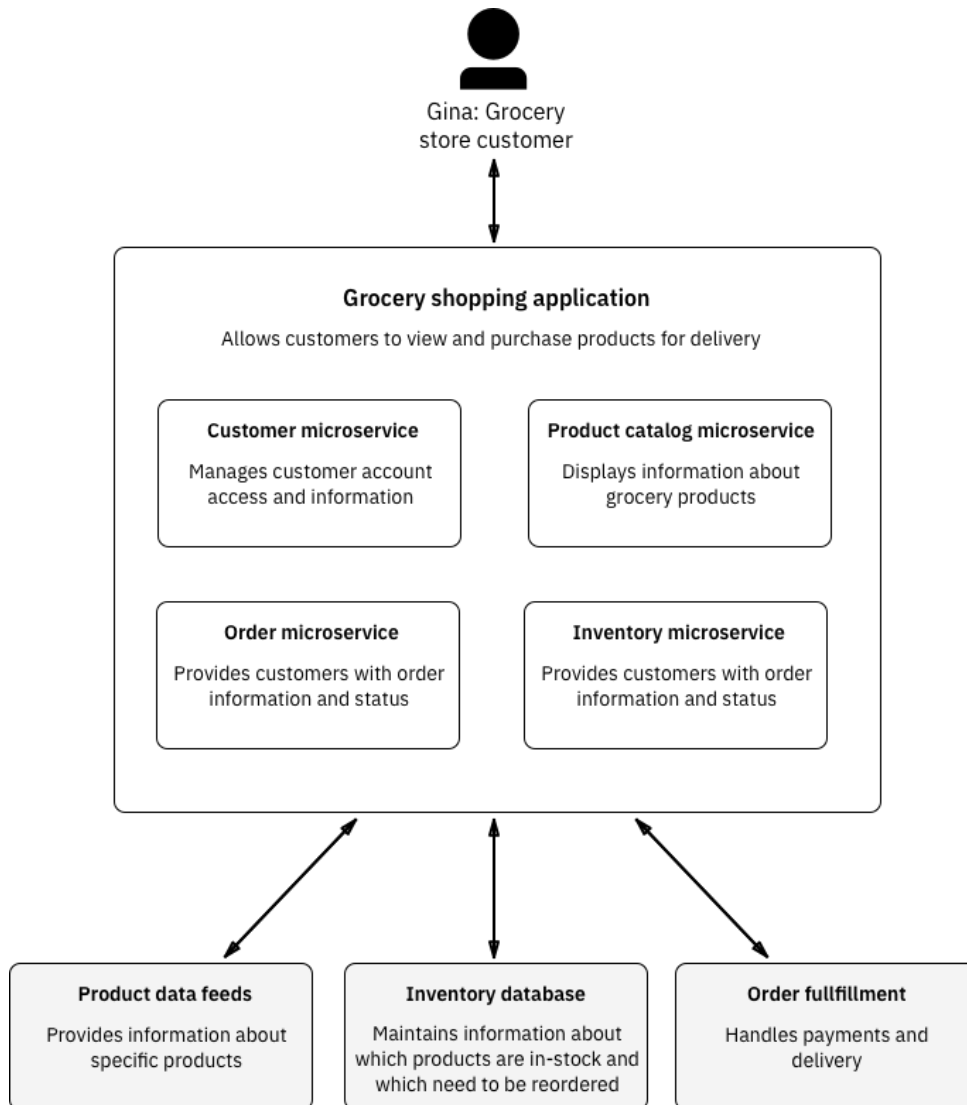 Gina: Grocery
store customer
Grocery shopping application
Allows customers to view and purchase products for delivery
Customer microservice
Manages customer account
access and information
Product catalog microservice
Displays information about
grocery products
Order microservice
Provides customers with order
information and status
Inventory microservice
Provides customers with order
information and status
Product data feeds
Provides information about
specific products
Inventory database
Maintains information about
which products are in-stock and
which need to be reordered
Order fullfillment
Handles payments and
delivery